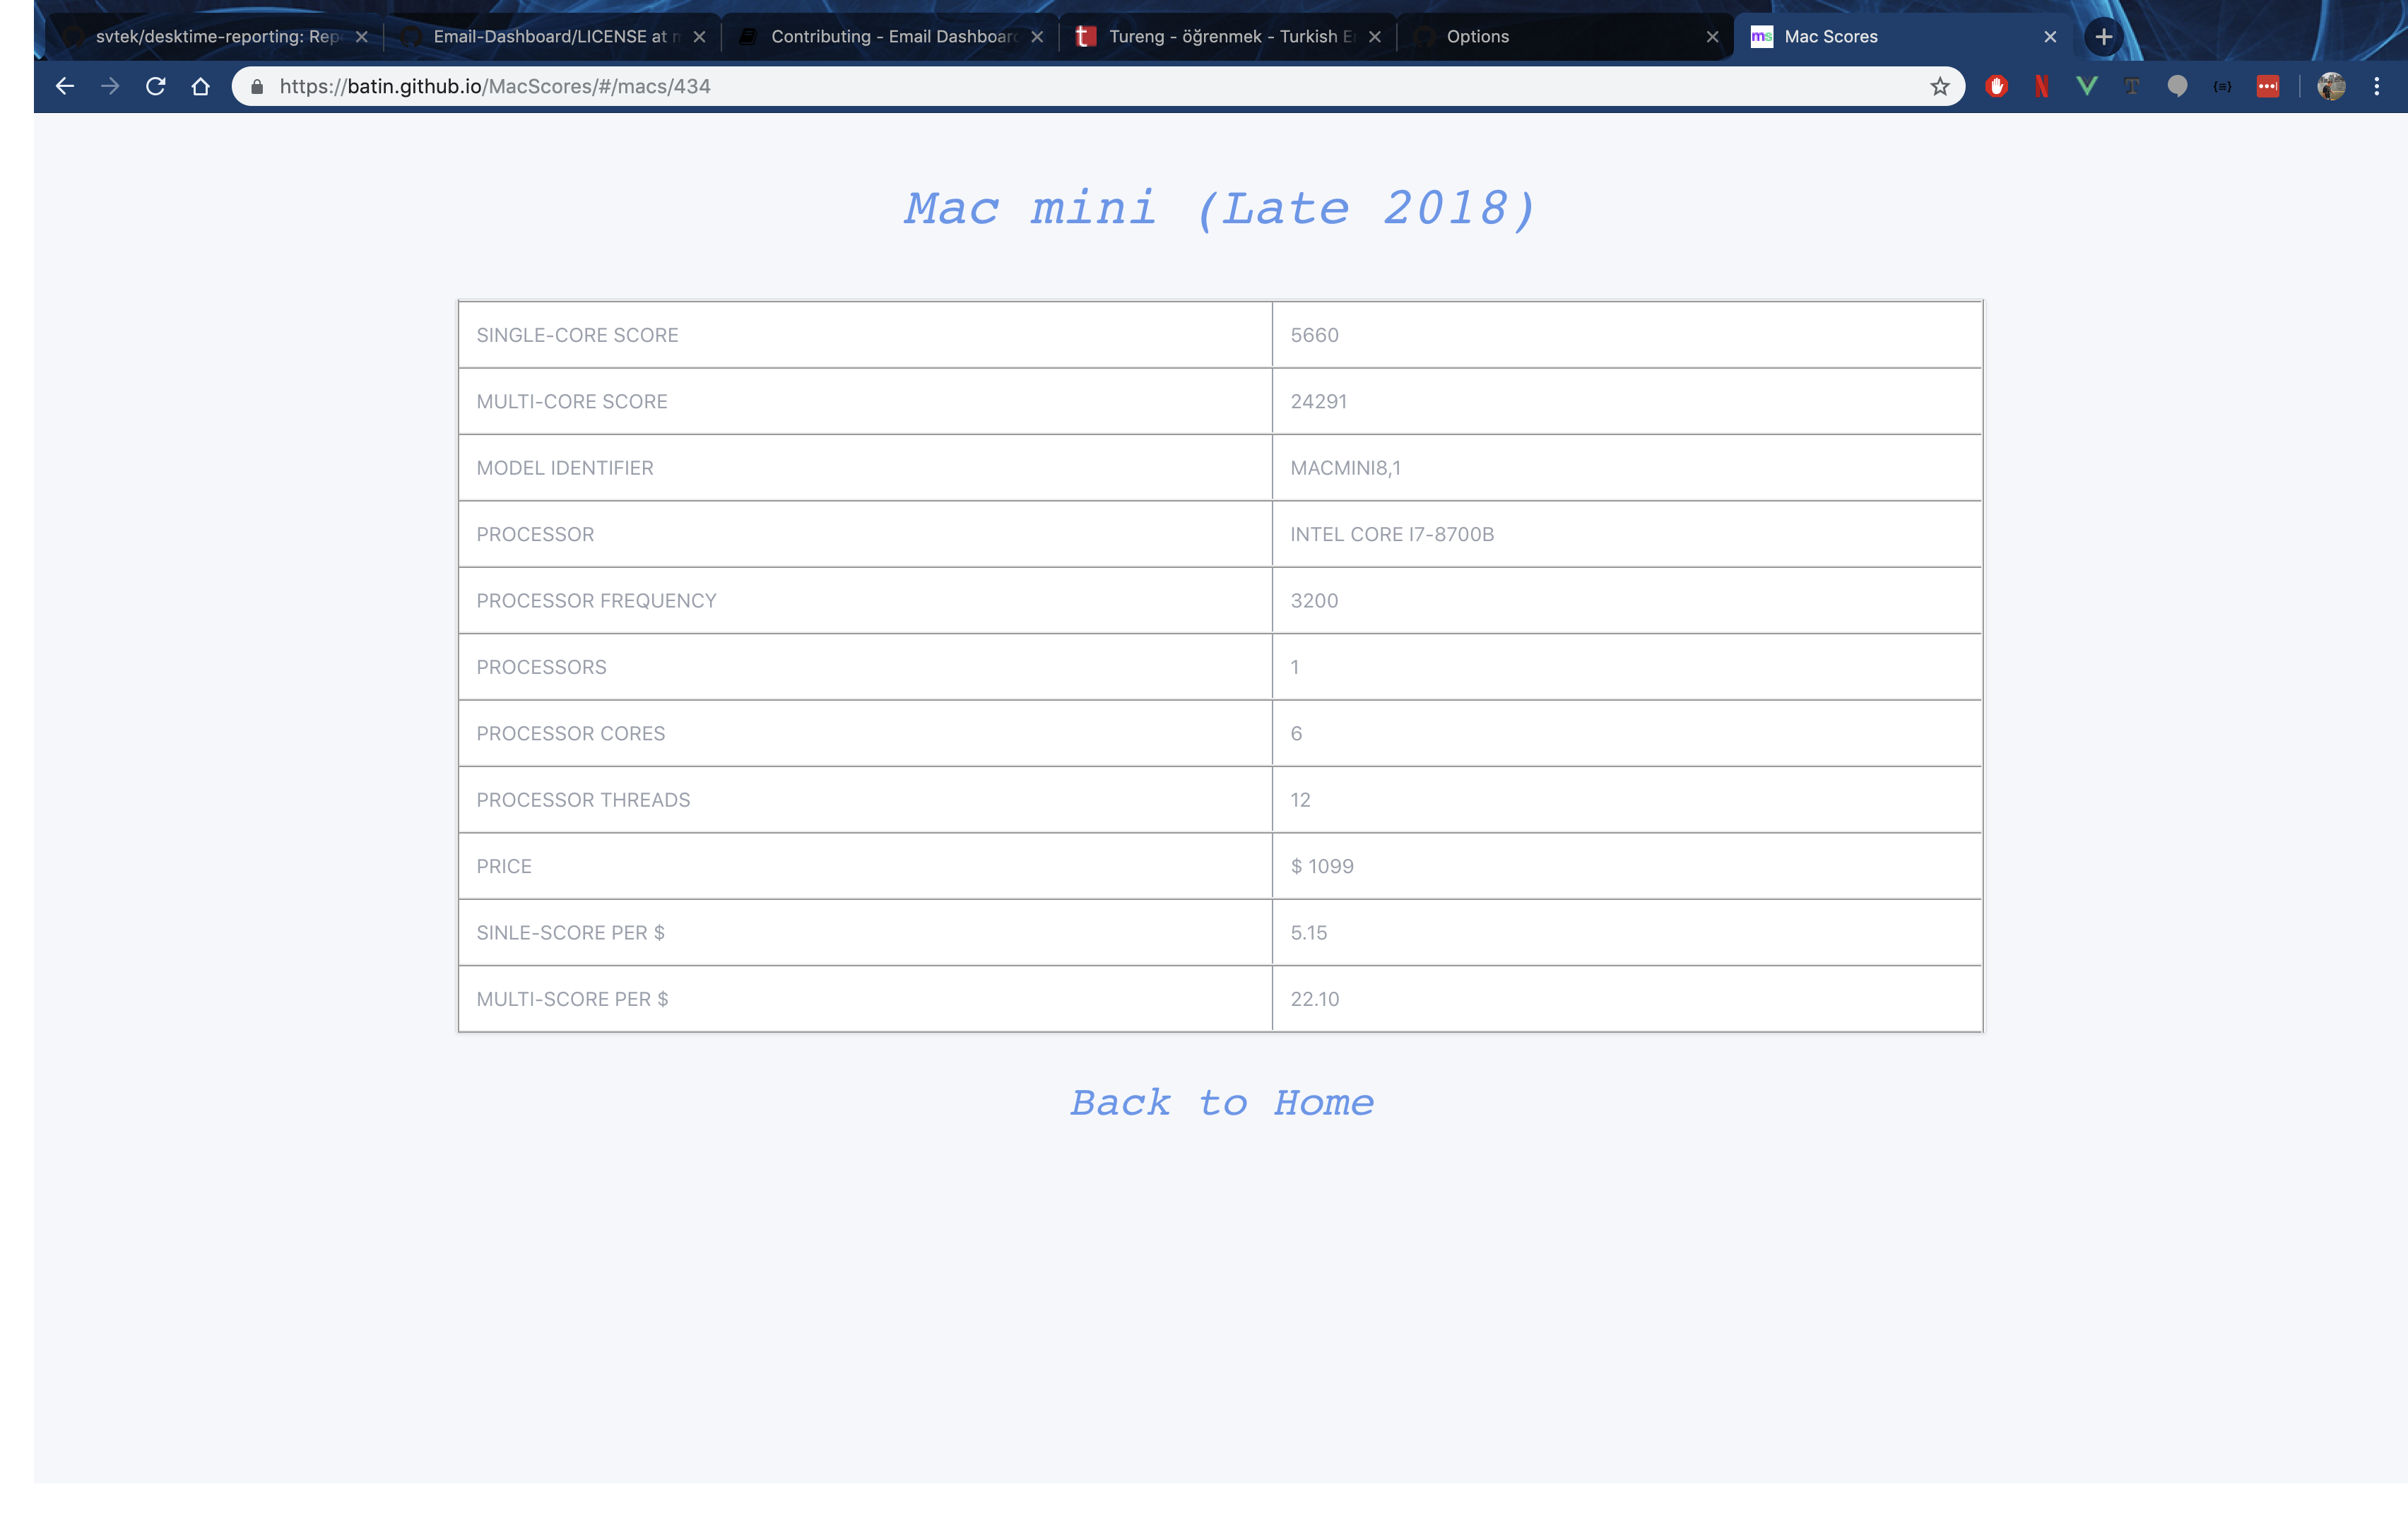 svtek/desktime-reporting: Rep
Email-Dashboard/LICENSE at m
Contributing - Email Dashboard
Tureng - öğrenmek - Turkish E
Options
ms Mac Scores
https://batin.github.io/MacScores/#/macs/434
Mac mini (Late 2018)
SINGLE-CORE SCORE 5660
MULTI-CORE SCORE 24291
MODEL IDENTIFIER MACMINI8,1
PROCESSOR INTEL CORE I7-8700B
PROCESSOR FREQUENCY 3200
PROCESSORS 1
PROCESSOR CORES 6
PROCESSOR THREADS 12
PRICE $ 1099
SINLE-SCORE PER $ 5.15
MULTI-SCORE PER $ 22.10
Back to Home